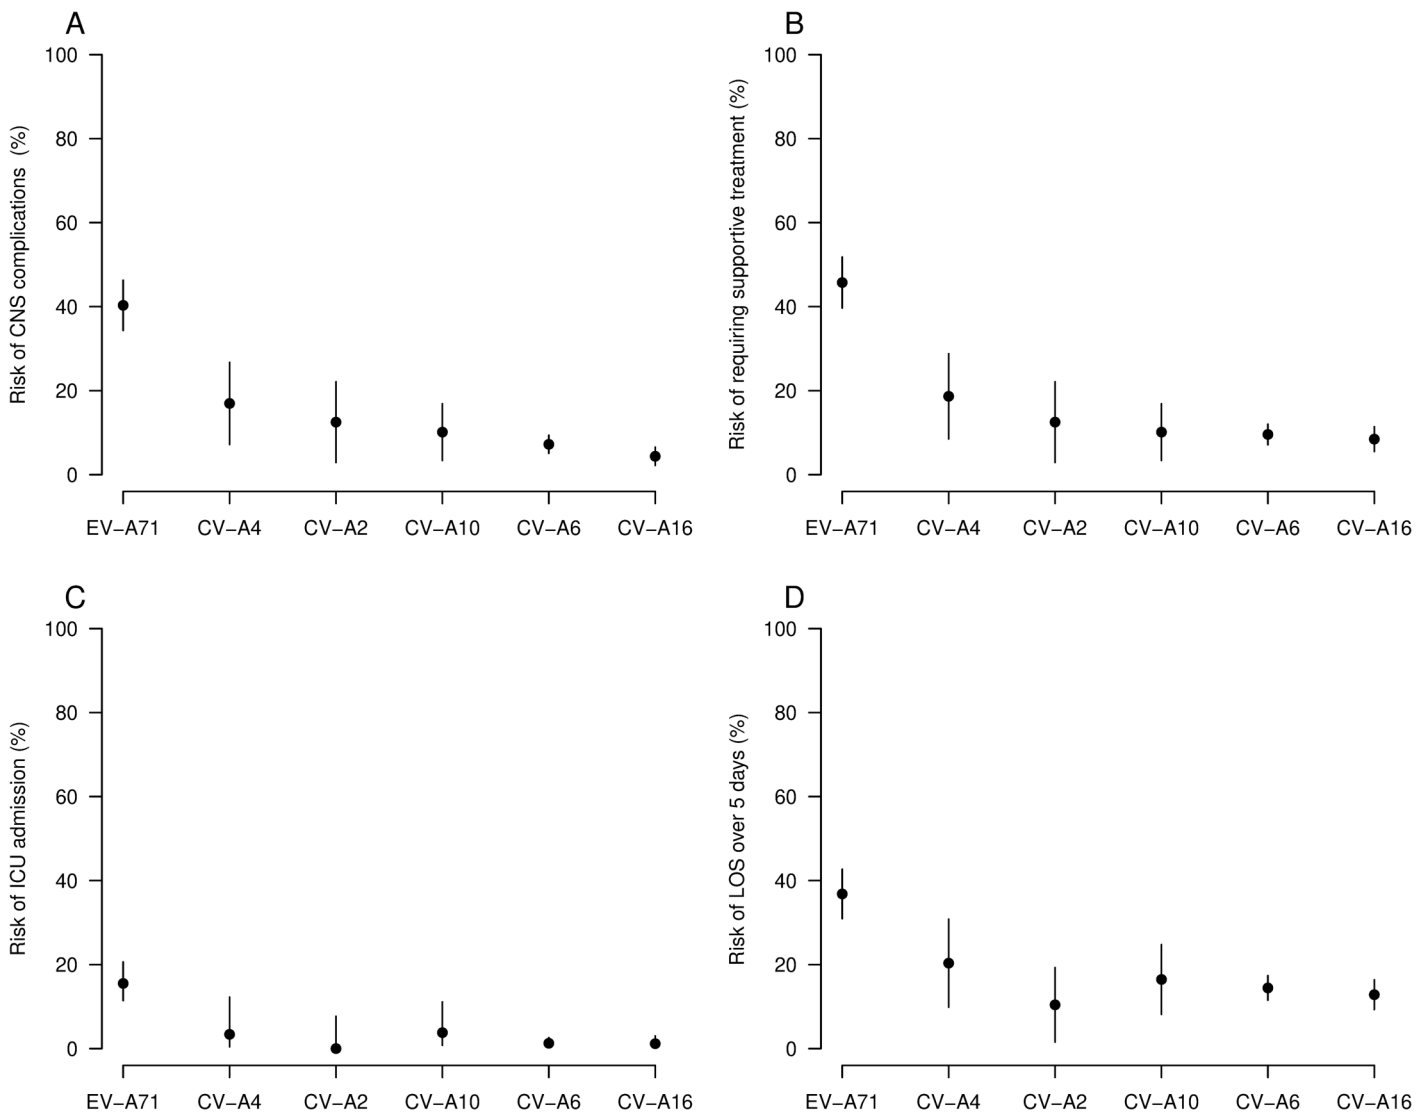 A
Risk of CNS complications (%)
100
80
60
40
20
0
EV−A71 CV−A4 CV−A2 CV−A10 CV−A6 CV−A16
B
Risk of requiring supportive treatment (%)
100
80
60
40
20
0
EV−A71 CV−A4 CV−A2 CV−A10 CV−A6 CV−A16
C
Risk of ICU admission (%)
100
80
60
40
20
0
EV−A71 CV−A4 CV−A2 CV−A10 CV−A6 CV−A16
D
Risk of LOS over 5 days (%)
100
80
60
40
20
0
EV−A71 CV−A4 CV−A2 CV−A10 CV−A6 CV−A16